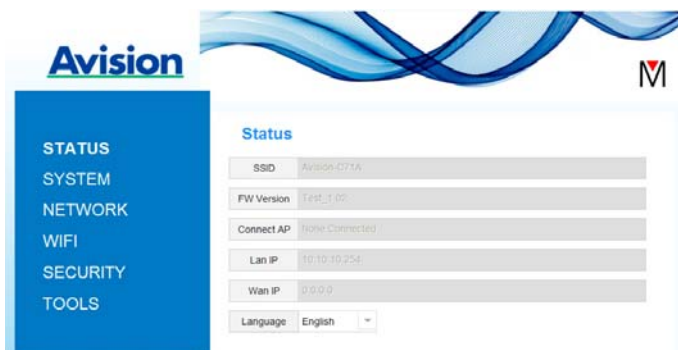 Avision
STATUS
SYSTEM
NETWORK
WIFI
SECURITY
TOOLS
Status
SSID Avision-C71A
FW Version Test_1.02
Connect AP None Connected
Lan IP 10.10.10.254
Wan IP 0.0.0.0
Language English